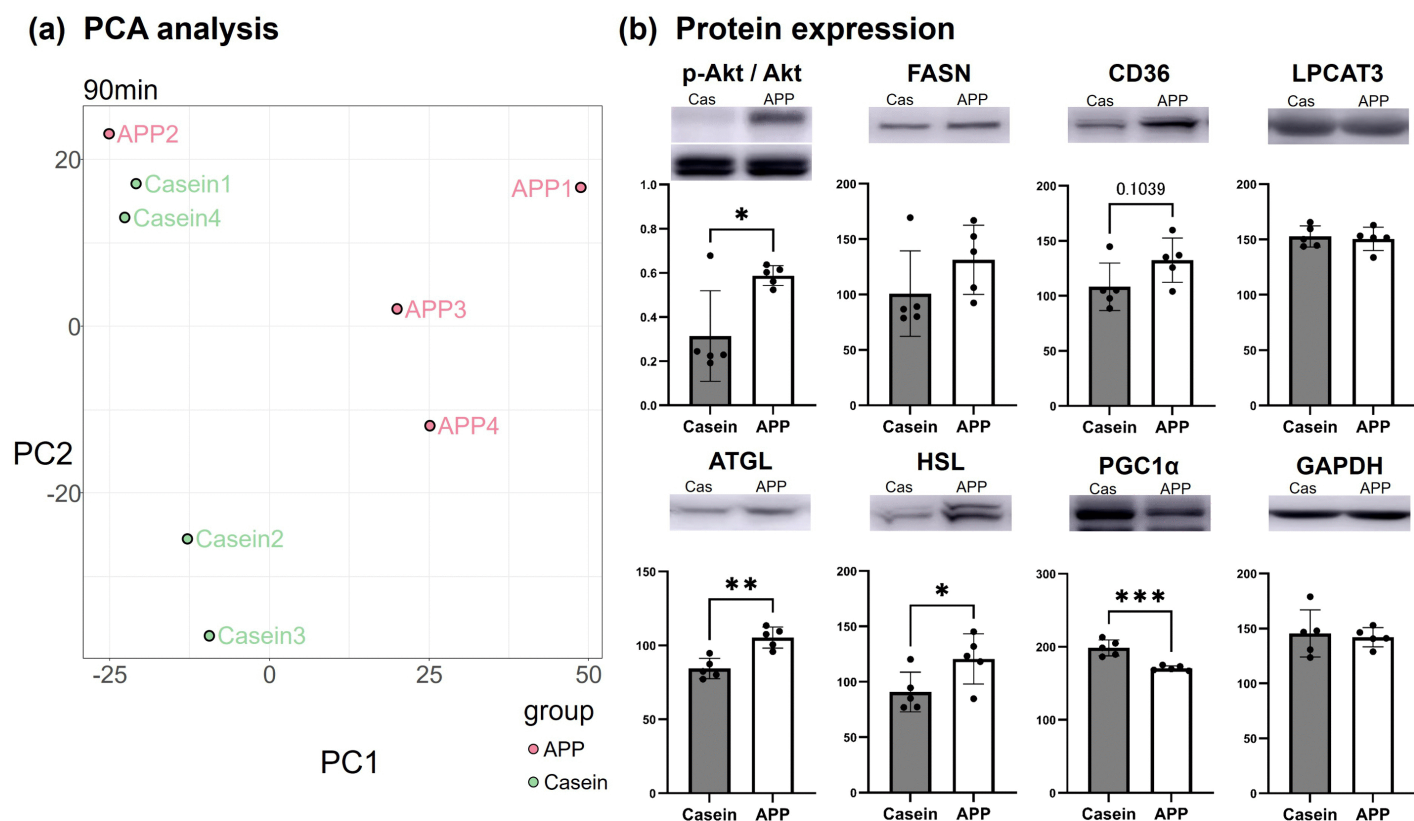 (a) PCA analysis
90min
APP2
Casein1
Casein4
APP1
APP3
APP4
Casein2
Casein3
20
0
-20
PC2
-25 0 25 50
PC1
group
APP
Casein
(b) Protein expression
p-Akt / Akt
Cas APP
1.0
0.8
0.6
0.4
0.2
0.0
*
Casein APP
FASN
Cas APP
200
150
100
50
0
Casein APP
CD36
Cas APP
200
150
100
50
0
0.1039
Casein APP
LPCAT3
Cas APP
200
150
100
50
0
Casein APP
ATGL
Cas APP
150
100
50
0
**
Casein APP
HSL
Cas APP
200
150
100
50
0
*
Casein APP
PGC1α
Cas APP
300
200
100
0
***
Casein APP
GAPDH
Cas APP
200
150
100
50
0
Casein APP